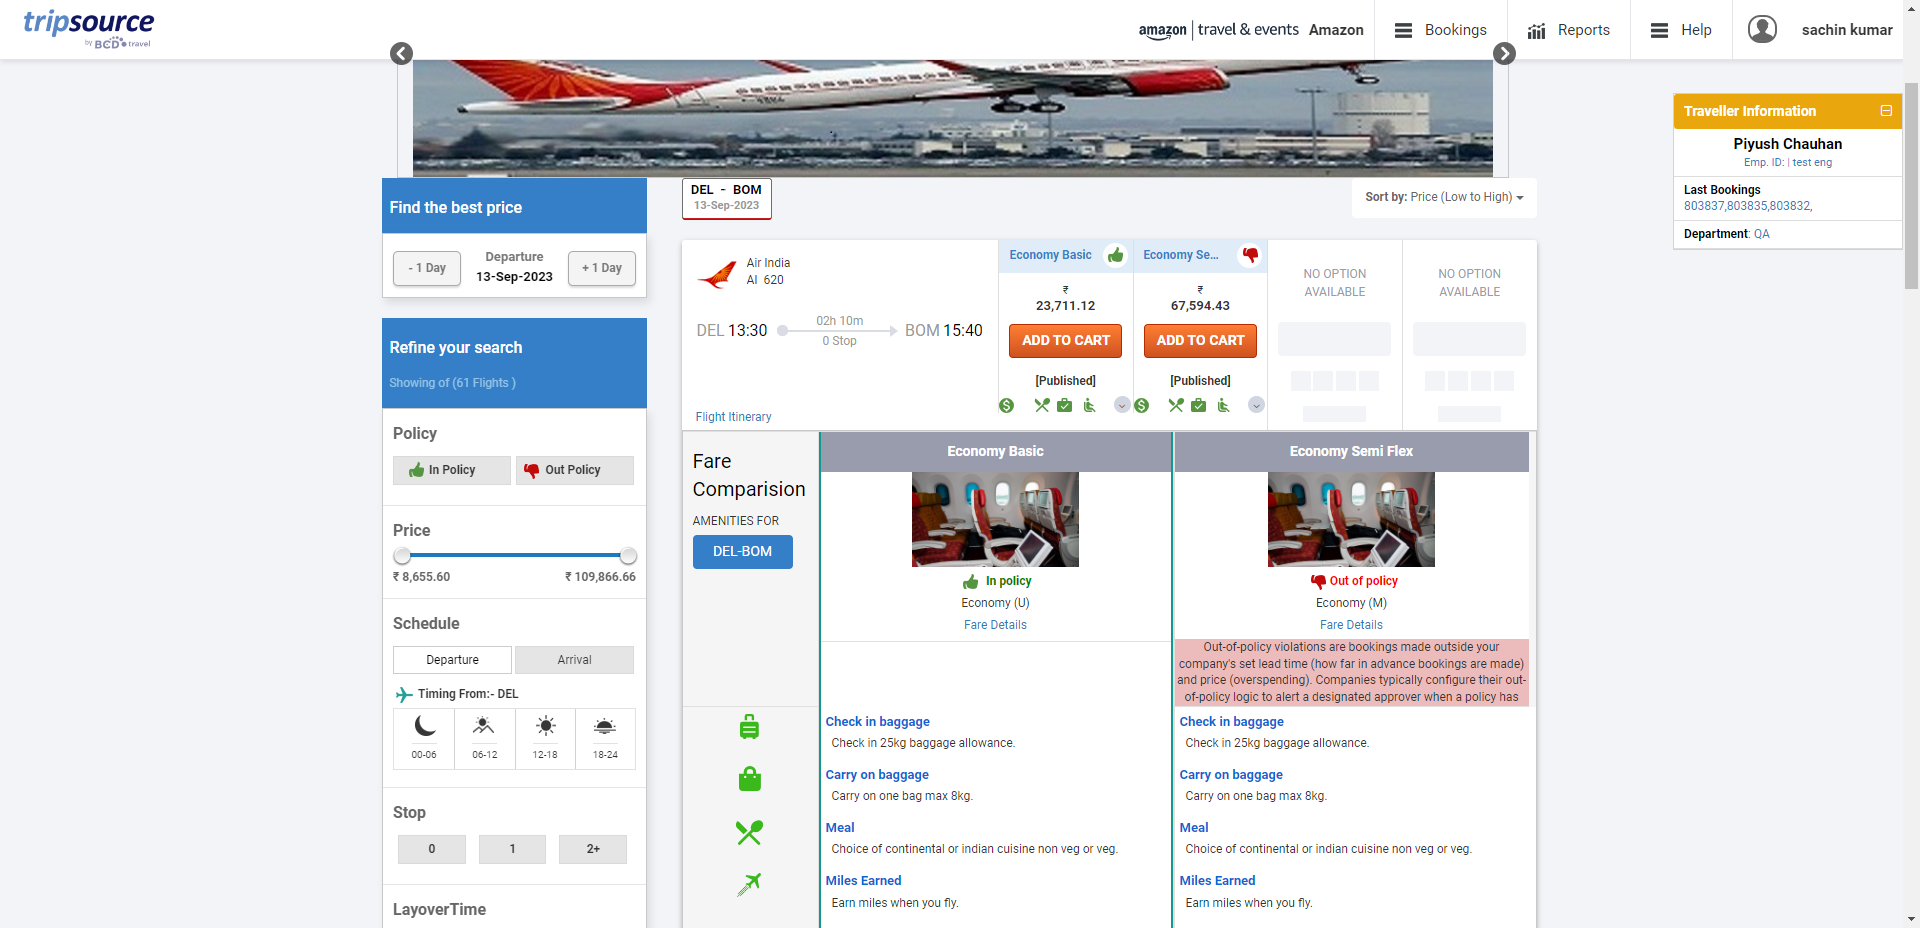 tripsource
by BCD travel
amazon | travel & events Amazon
Bookings
Reports
Help
sachin kumar
Traveller Information
Piyush Chauhan
Emp. ID: | test eng
Last Bookings
803837,803835,803832,
Department: QA
Find the best price
- 1 Day
Departure
13-Sep-2023
+ 1 Day
Refine your search
Showing of (61 Flights )
Policy
In Policy
Out Policy
Price
₹ 8,655.60
₹ 109,866.66
Schedule
Departure
Arrival
Timing From:- DEL
00-06
06-12
12-18
18-24
Stop
0
1
2+
LayoverTime
DEL - BOM
13-Sep-2023
Sort by: Price (Low to High)
Air India
AI 620
DEL 13:30
02h 10m
0 Stop
BOM 15:40
Flight Itinerary
Economy Basic
₹
23,711.12
ADD TO CART
[Published]
Economy Se...
₹
67,594.43
ADD TO CART
[Published]
NO OPTION
AVAILABLE
NO OPTION
AVAILABLE
Fare
Comparision
AMENITIES FOR
DEL-BOM
Economy Basic
In policy
Economy (U)
Fare Details
Check in baggage
Check in 25kg baggage allowance.
Carry on baggage
Carry on one bag max 8kg.
Meal
Choice of continental or indian cuisine non veg or veg.
Miles Earned
Earn miles when you fly.
Economy Semi Flex
Out of policy
Economy (M)
Fare Details
Out-of-policy violations are bookings made outside your
company's set lead time (how far in advance bookings are made)
and price (overspending). Companies typically configure their out-
of-policy logic to alert a designated approver when a policy has
Check in baggage
Check in 25kg baggage allowance.
Carry on baggage
Carry on one bag max 8kg.
Meal
Choice of continental or indian cuisine non veg or veg.
Miles Earned
Earn miles when you fly.